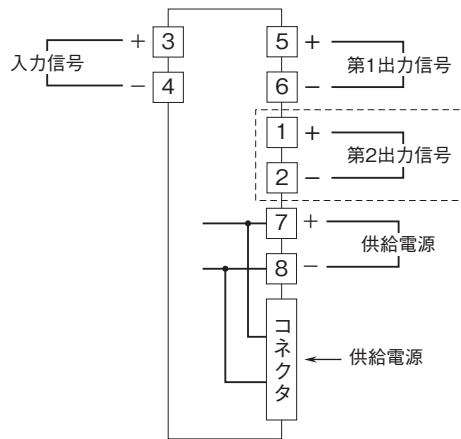 + 3
入力信号
− 4
5 +
第1出力信号
6 −
1 +
第2出力信号
2 −
7 +
供給電源
8 −
コネクタ
供給電源